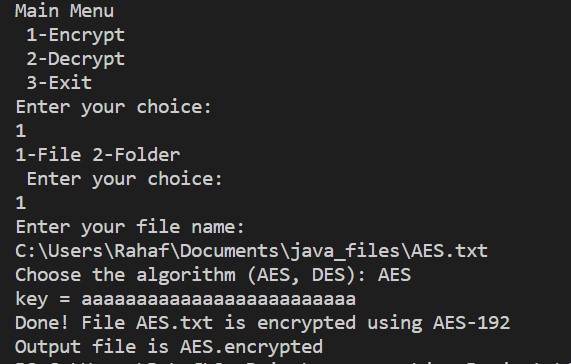 Main Menu
1-Encrypt
2-Decrypt
3-Exit
Enter your choice:
1
1-File 2-Folder
Enter your choice:
1
Enter your file name:
C:\Users\Rahaf\Documents\java_files\AES.txt
Choose the algorithm (AES, DES): AES
key = aaaaaaaaaaaaaaaaaaaaaaaaa
Done! File AES.txt is encrypted using AES-192
Output file is AES.encrypted